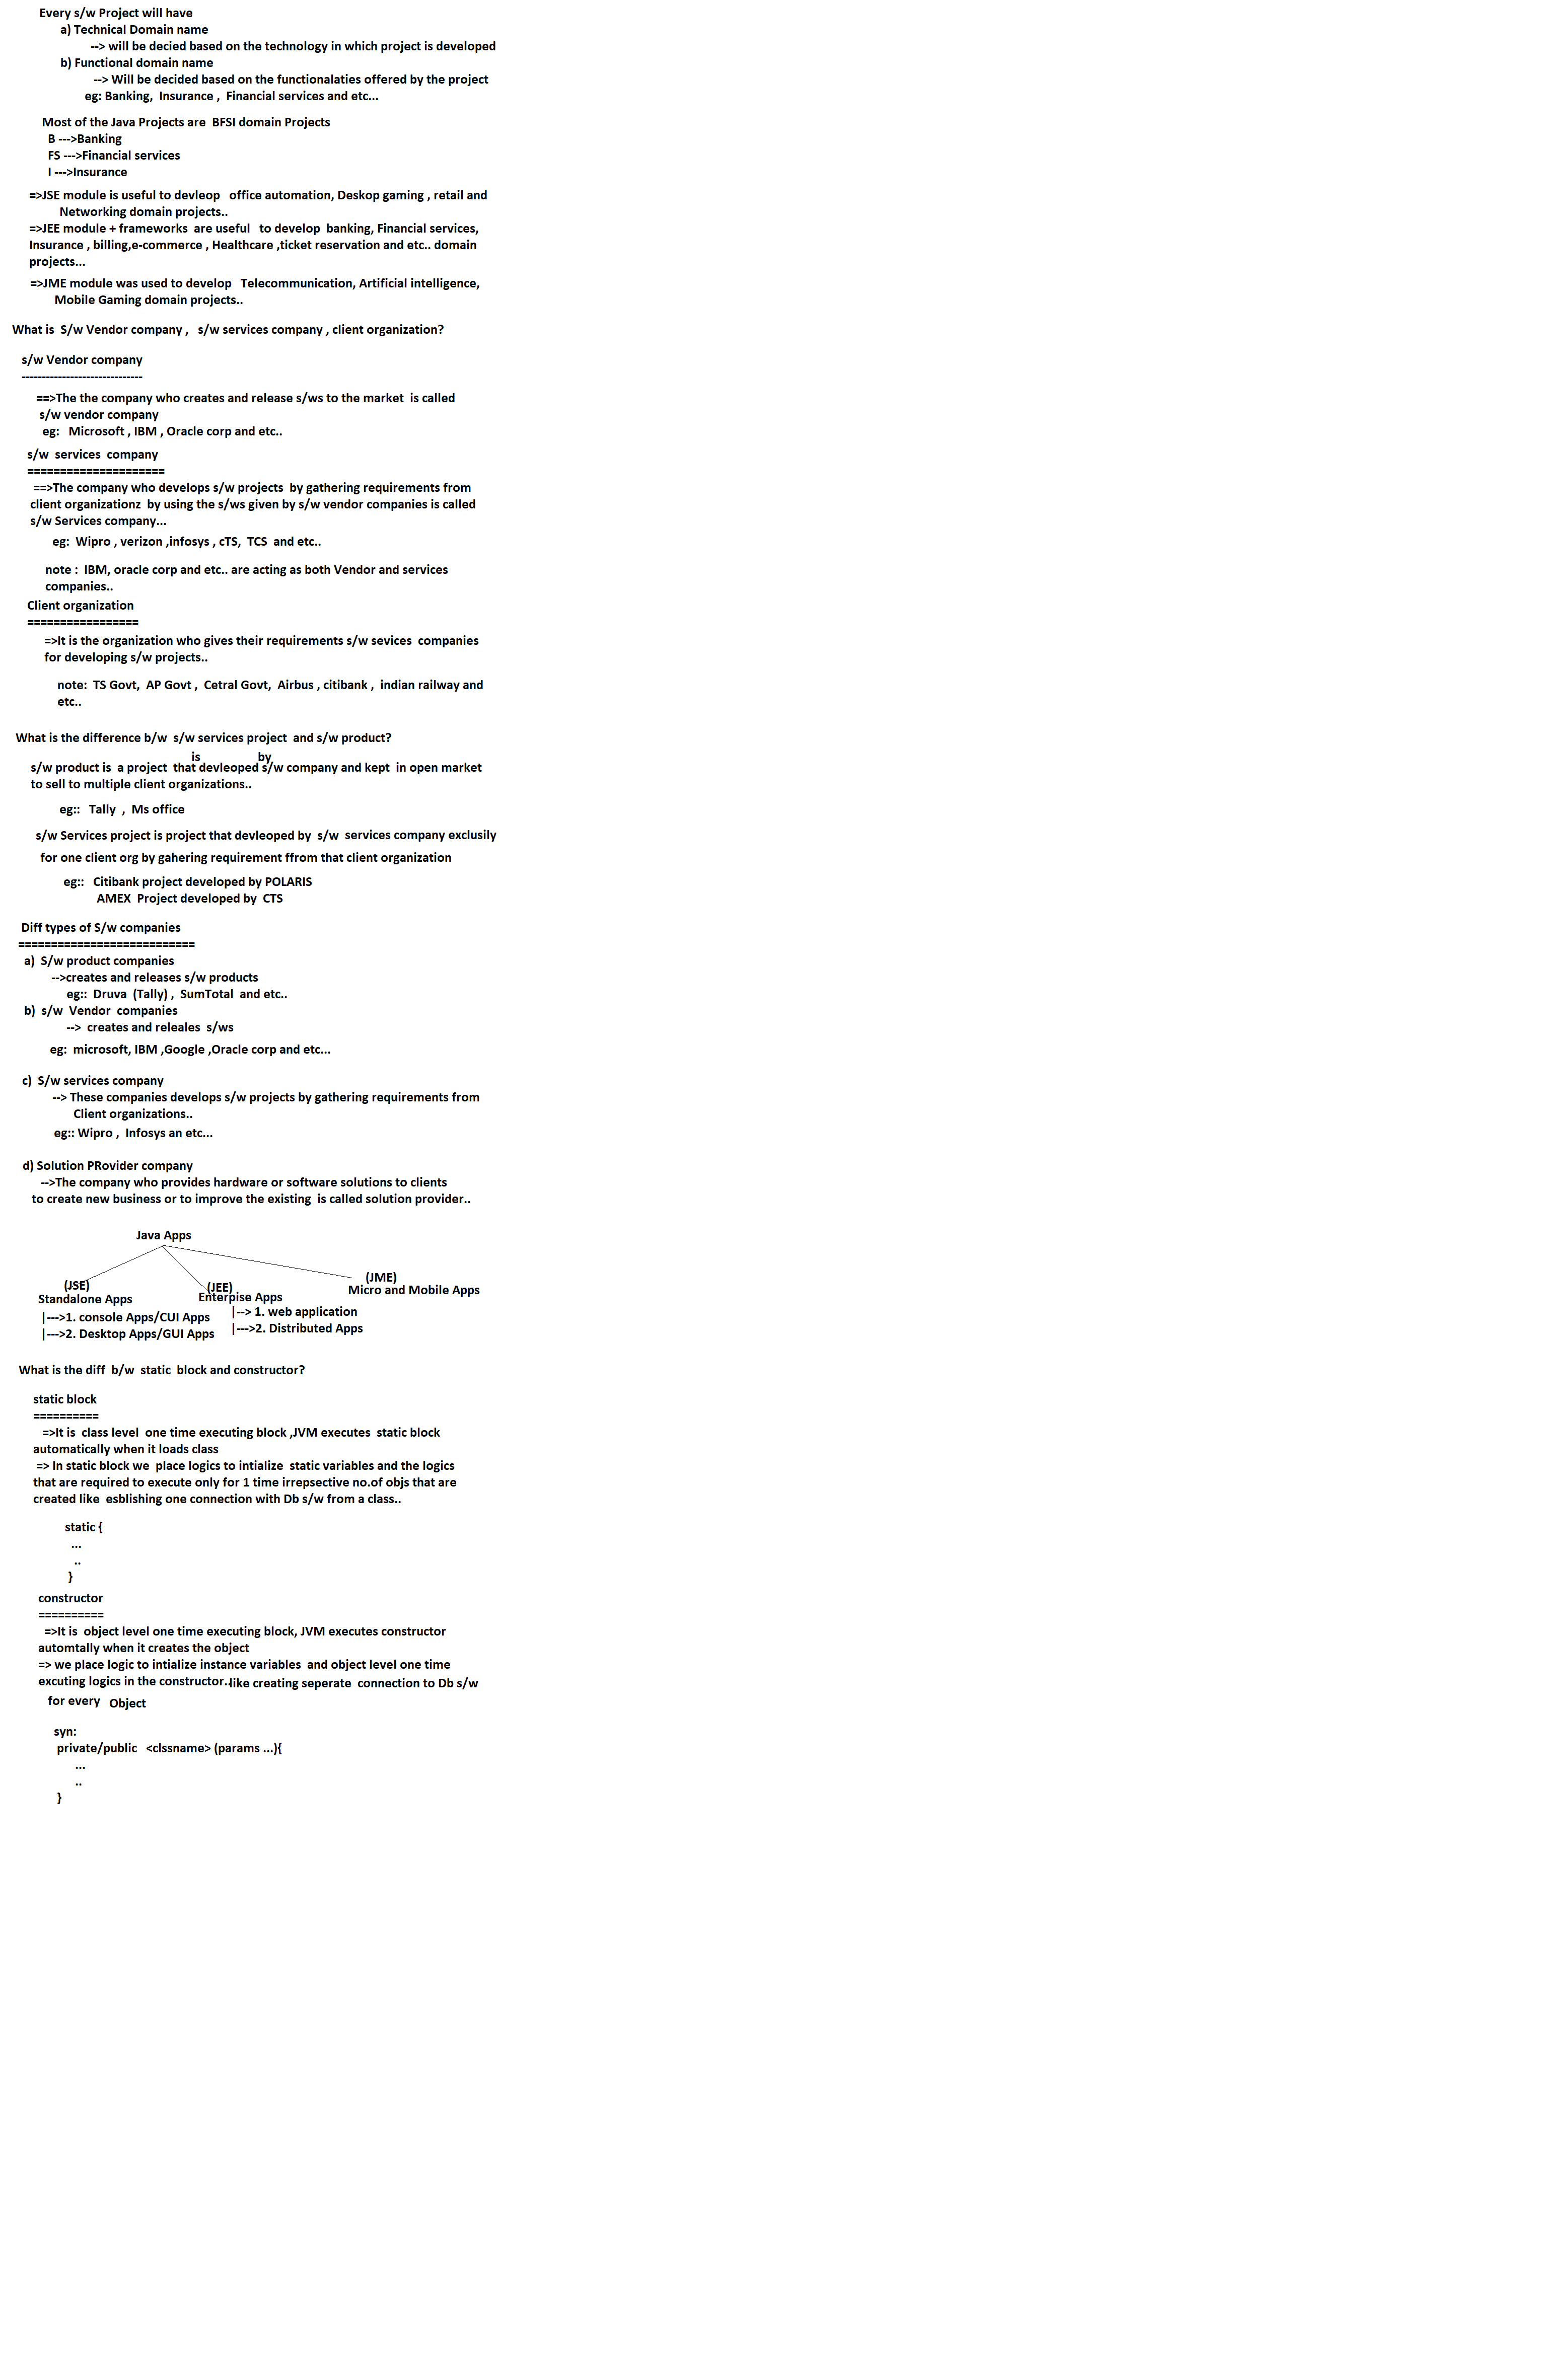 Every s/w Project will have
a) Technical Domain name
--> will be decied based on the technology in which project is developed
b) Functional domain name
--> Will be decided based on the functionalaties offered by the project
eg: Banking, Insurance , Financial services and etc...
Most of the Java Projects are BFSI domain Projects
B --->Banking
FS --->Financial services
I --->Insurance
=>JSE module is useful to devleop office automation, Deskop gaming , retail and
Networking domain projects..
=>JEE module + frameworks are useful to develop banking, Financial services,
Insurance , billing,e-commerce , Healthcare ,ticket reservation and etc.. domain
projects...
=>JME module was used to develop Telecommunication, Artificial intelligence,
Mobile Gaming domain projects..
What is S/w Vendor company , s/w services company , client organization?
s/w Vendor company
------------------------------
==>The the company who creates and release s/ws to the market is called
s/w vendor company
eg: Microsoft , IBM , Oracle corp and etc..
s/w services company
=====================
==>The company who develops s/w projects by gathering requirements from
client organizationz by using the s/ws given by s/w vendor companies is called
s/w Services company...
eg: Wipro , verizon ,infosys , cTS, TCS and etc..
note : IBM, oracle corp and etc.. are acting as both Vendor and services
companies..
Client organization
=================
=>It is the organization who gives their requirements s/w sevices companies
for developing s/w projects..
note: TS Govt, AP Govt , Cetral Govt, Airbus , citibank , indian railway and
etc..
What is the difference b/w s/w services project and s/w product?
is by
s/w product is a project that devleoped s/w company and kept in open market
to sell to multiple client organizations..
eg:: Tally , Ms office
s/w Services project is project that devleoped by s/w services company exclusily
for one client org by gahering requirement ffrom that client organization
eg:: Citibank project developed by POLARIS
AMEX Project developed by CTS
Diff types of S/w companies
===========================
a) S/w product companies
-->creates and releases s/w products
eg:: Druva (Tally) , SumTotal and etc..
b) s/w Vendor companies
--> creates and releales s/ws
eg: microsoft, IBM ,Google ,Oracle corp and etc...
c) S/w services company
--> These companies develops s/w projects by gathering requirements from
Client organizations..
eg:: Wipro , Infosys an etc...
d) Solution PRovider company
-->The company who provides hardware or software solutions to clients
to create new business or to improve the existing is called solution provider..
Java Apps
(JSE) (JEE) (JME)
Standalone Apps Enterpise Apps Micro and Mobile Apps
|--->1. console Apps/CUI Apps |--> 1. web application
|--->2. Desktop Apps/GUI Apps |--->2. Distributed Apps
What is the diff b/w static block and constructor?
static block
==========
=>It is class level one time executing block ,JVM executes static block
automatically when it loads class
=> In static block we place logics to intialize static variables and the logics
that are required to execute only for 1 time irrepsective no.of objs that are
created like esblishing one connection with Db s/w from a class..
static {
...
..
}
constructor
==========
=>It is object level one time executing block, JVM executes constructor
automtally when it creates the object
=> we place logic to intialize instance variables and object level one time
excuting logics in the constructor..like creating seperate connection to Db s/w
for every Object
syn:
private/public <clssname> (params ...){
...
..
}